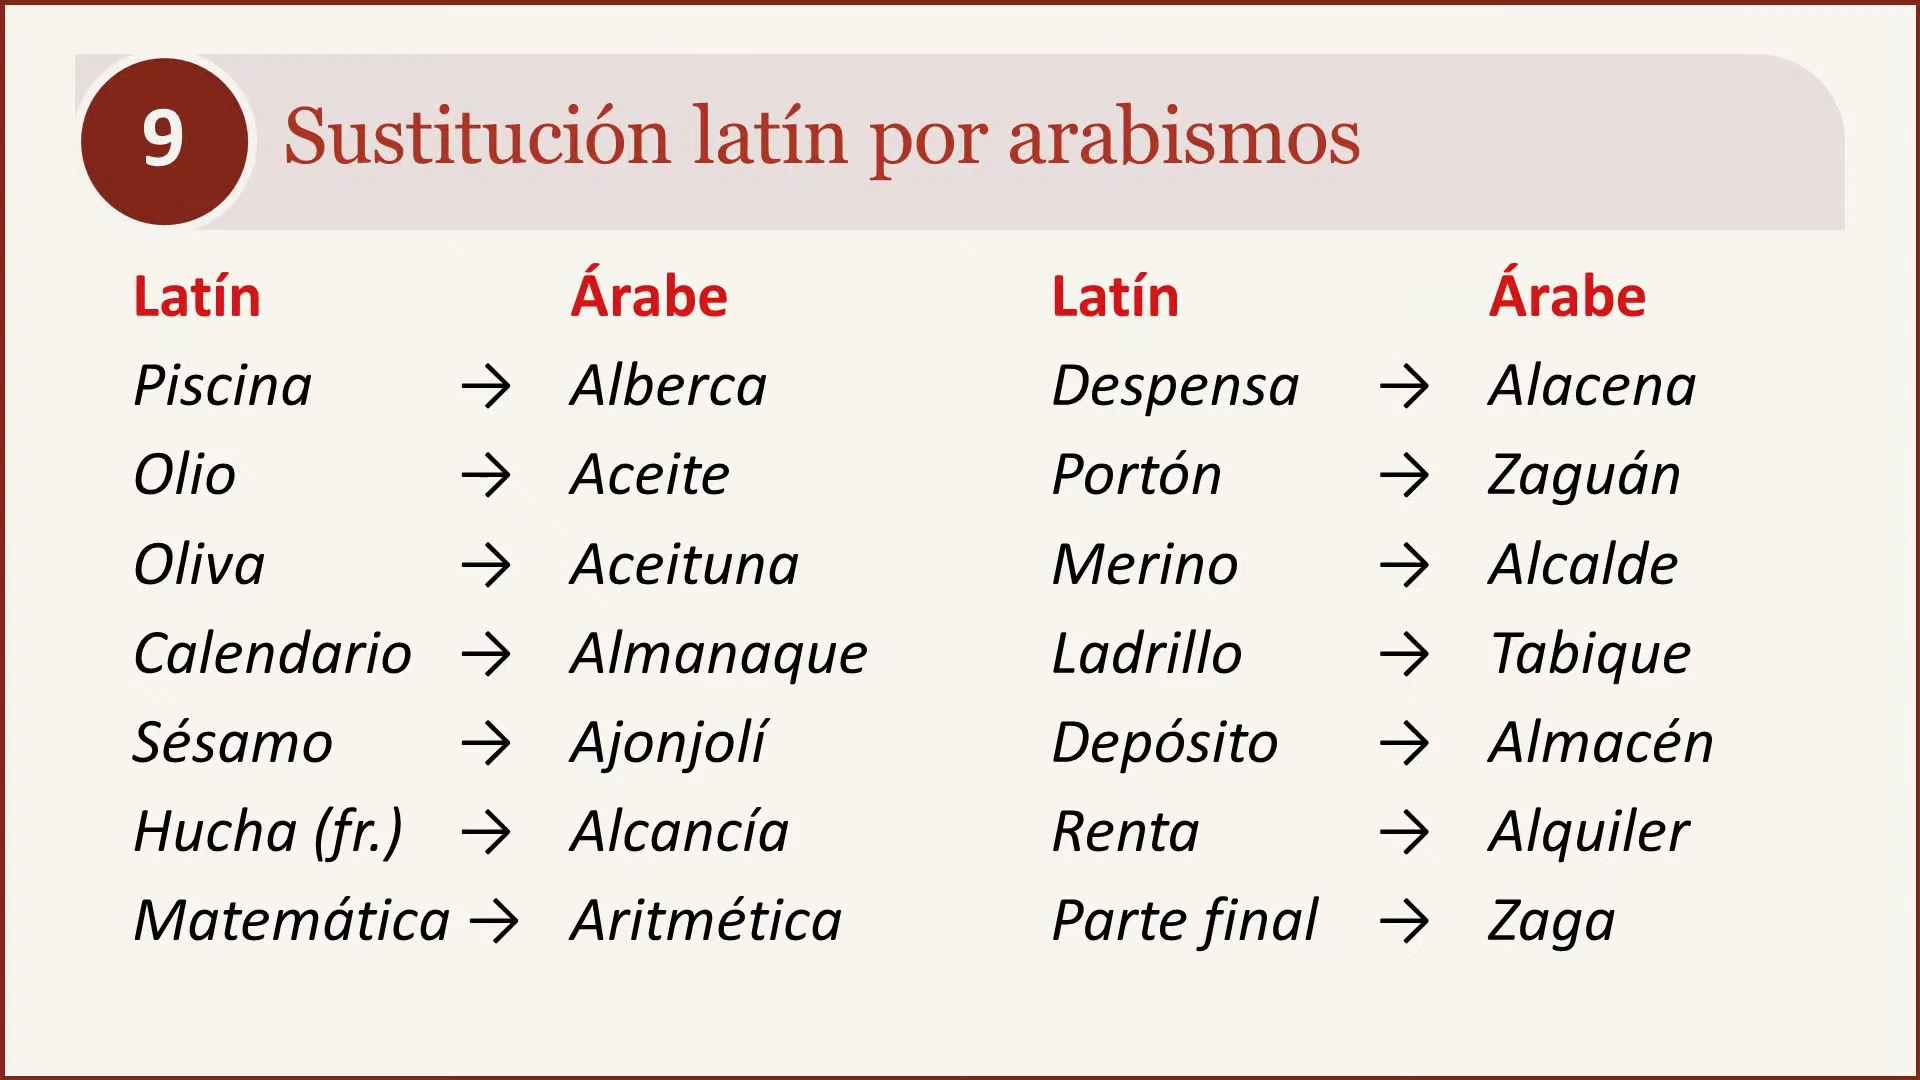 9
Sustitución latín por arabismos
Latín Árabe Latín Árabe
Piscina → Alberca Despensa → Alacena
Olio → Aceite Portón → Zaguán
Oliva → Aceituna Merino → Alcalde
Calendario → Almanaque Ladrillo → Tabique
Sésamo → Ajonjolí Depósito → Almacén
Hucha (fr.) → Alcancía Renta → Alquiler
Matemática → Aritmética Parte final → Zaga